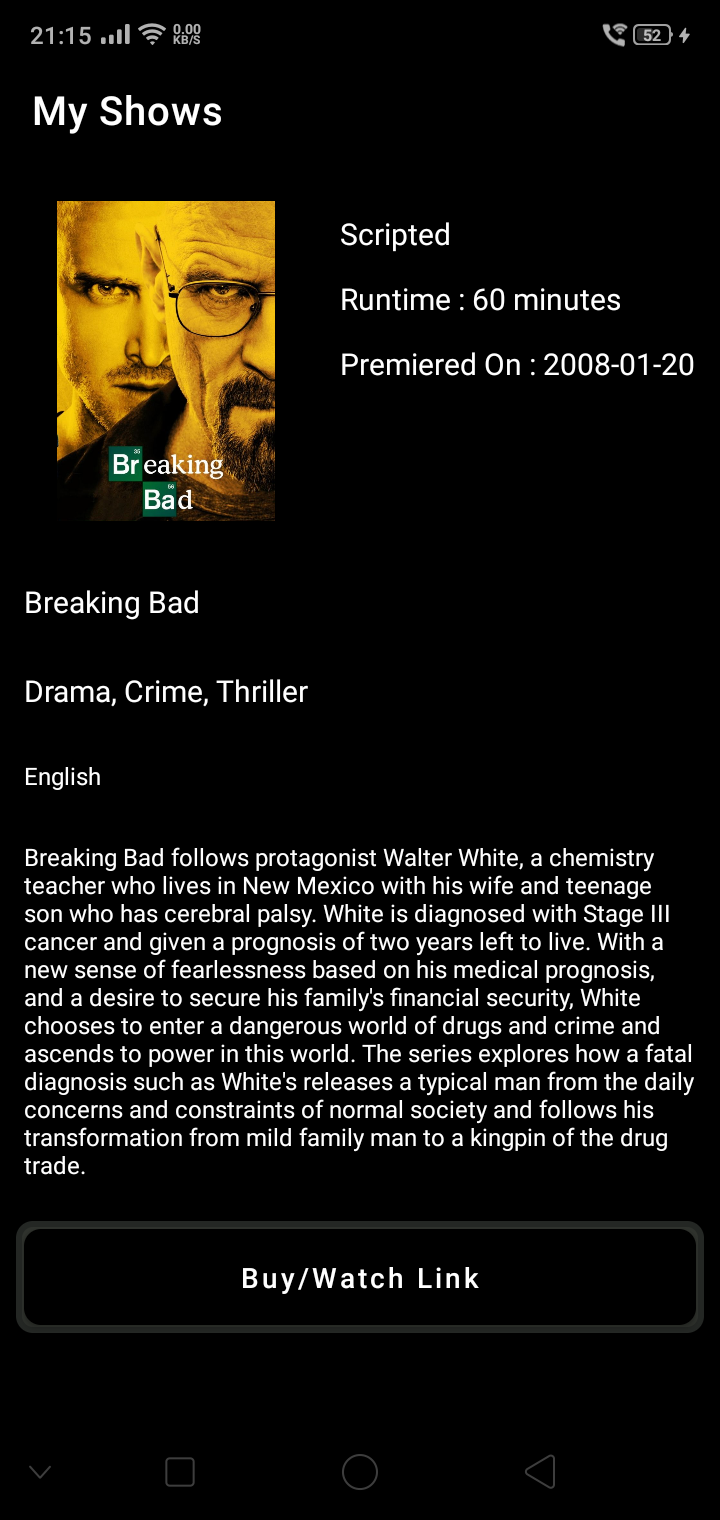 21:15 0.00 KB/S 52
My Shows
Scripted
Runtime : 60 minutes
Premiered On : 2008-01-20
35
Breaking
56
Bad
Breaking Bad
Drama, Crime, Thriller
English
Breaking Bad follows protagonist Walter White, a chemistry
teacher who lives in New Mexico with his wife and teenage
son who has cerebral palsy. White is diagnosed with Stage III
cancer and given a prognosis of two years left to live. With a
new sense of fearlessness based on his medical prognosis,
and a desire to secure his family's financial security, White
chooses to enter a dangerous world of drugs and crime and
ascends to power in this world. The series explores how a fatal
diagnosis such as White's releases a typical man from the daily
concerns and constraints of normal society and follows his
transformation from mild family man to a kingpin of the drug
trade.
Buy/Watch Link